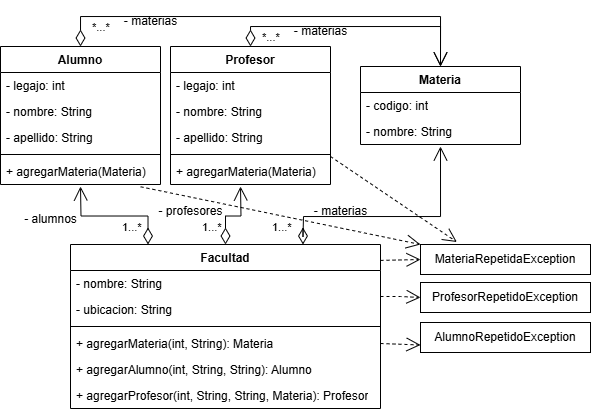 - materias
*...*
*...*
- materias
Alumno
- legajo: int
- nombre: String
- apellido: String
+ agregarMateria(Materia)
Profesor
- legajo: int
- nombre: String
- apellido: String
+ agregarMateria(Materia)
Materia
- codigo: int
- nombre: String
- alumnos
1...*
- profesores
1...*
- materias
1...*
Facultad
- nombre: String
- ubicacion: String
+ agregarMateria(int, String): Materia
+ agregarAlumno(int, String, String): Alumno
+ agregarProfesor(int, String, String, Materia): Profesor
MateriaRepetidaException
ProfesorRepetidoException
AlumnoRepetidoException